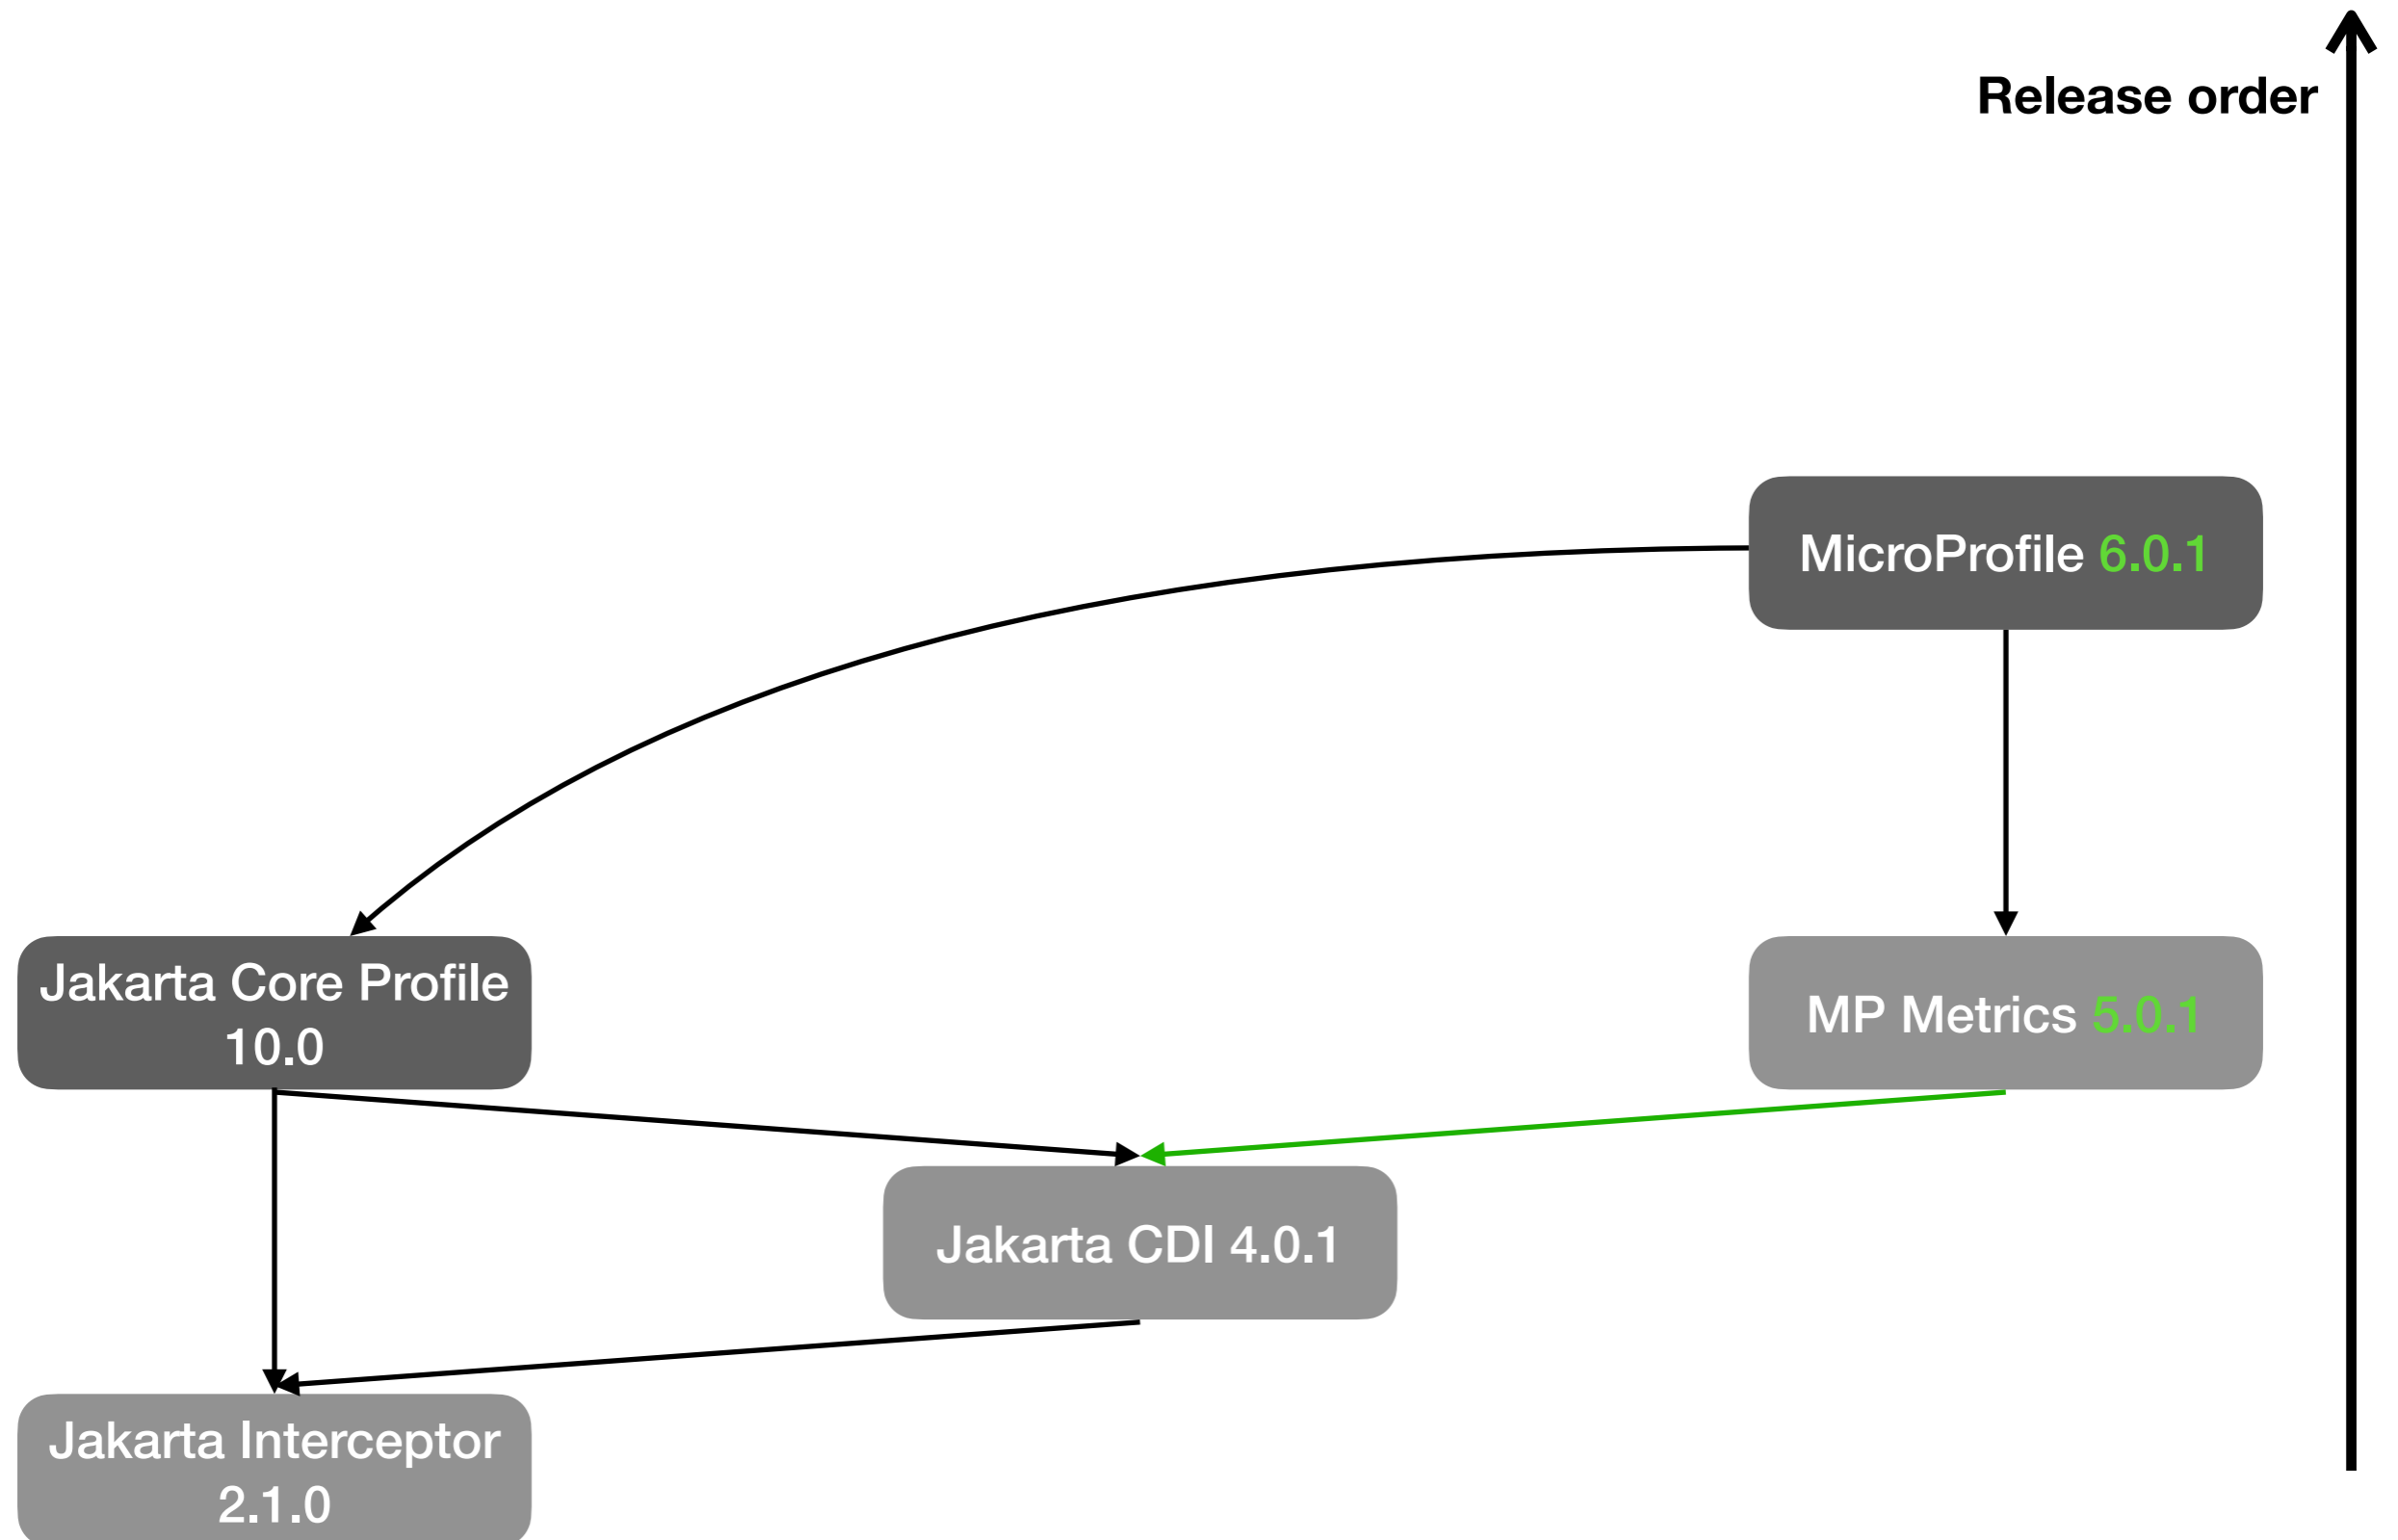 Release order
MicroProfile 6.0.1
Jakarta Core Profile
10.0
MP Metrics 5.0.1
Jakarta CDI 4.0.1
Jakarta Interceptor
2.1.0